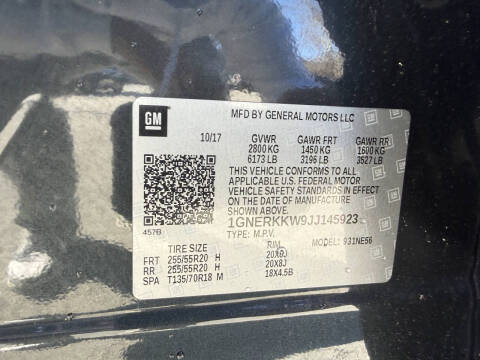 GM
MFD BY GENERAL MOTORS LLC
10/17 GVWR GAWR FRT GAWR RR
2800 KG 1450 KG 1600 KG
6173 LB 3196 LB 3527 LB
THIS VEHICLE CONFORMS TO ALL
APPLICABLE U.S. FEDERAL MOTOR
VEHICLE SAFETY STANDARDS IN EFFECT
ON THE DATE OF MANUFACTURE
SHOWN ABOVE.
1GNERKKW9JJ145923
457B TYPE: M.P.V. MODEL: 931NE56
TIRE SIZE RIM
FRT 255/55R20 H 20X8J
RR 255/55R20 H 20X8J
SPA T135/70R18 M 18X4.5B